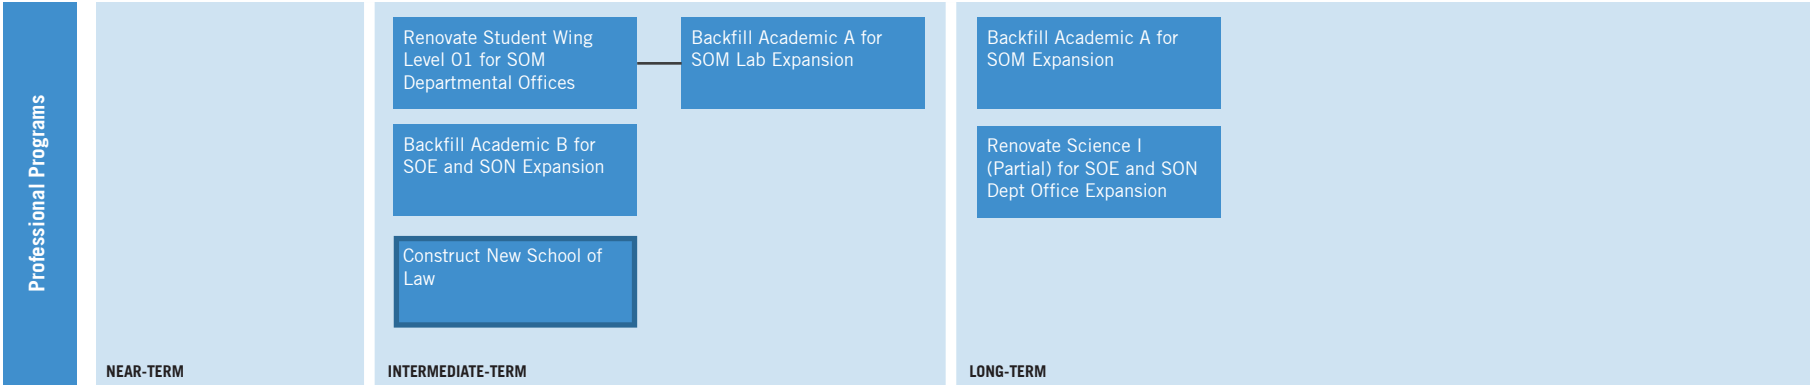 Professional Programs
Renovate Student Wing
Level 01 for SOM
Departmental Offices
Backfill Academic A for
SOM Lab Expansion
Backfill Academic B for
SOE and SON Expansion
Construct New School of
Law
Backfill Academic A for
SOM Expansion
Renovate Science I
(Partial) for SOE and SON
Dept Office Expansion
NEAR-TERM
INTERMEDIATE-TERM
LONG-TERM